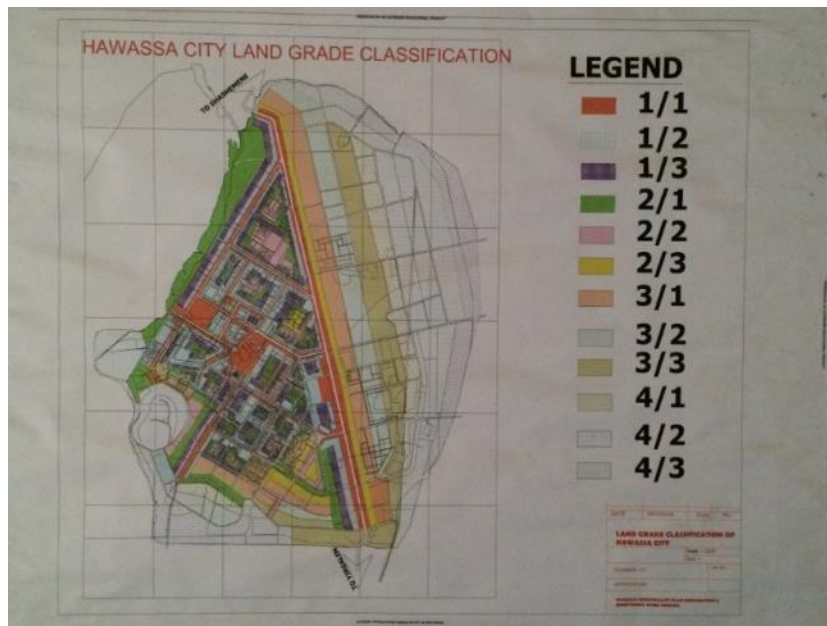 HAWASSA CITY LAND GRADE CLASSIFICATION
TO SHASHEMENE
LEGEND
1/1
1/2
1/3
2/1
2/2
2/3
3/1
3/2
3/3
4/1
4/2
4/3
TO YIRGALEM
DATE
LAND GRADE CLASSIFICATION OF
HAWASSA CITY